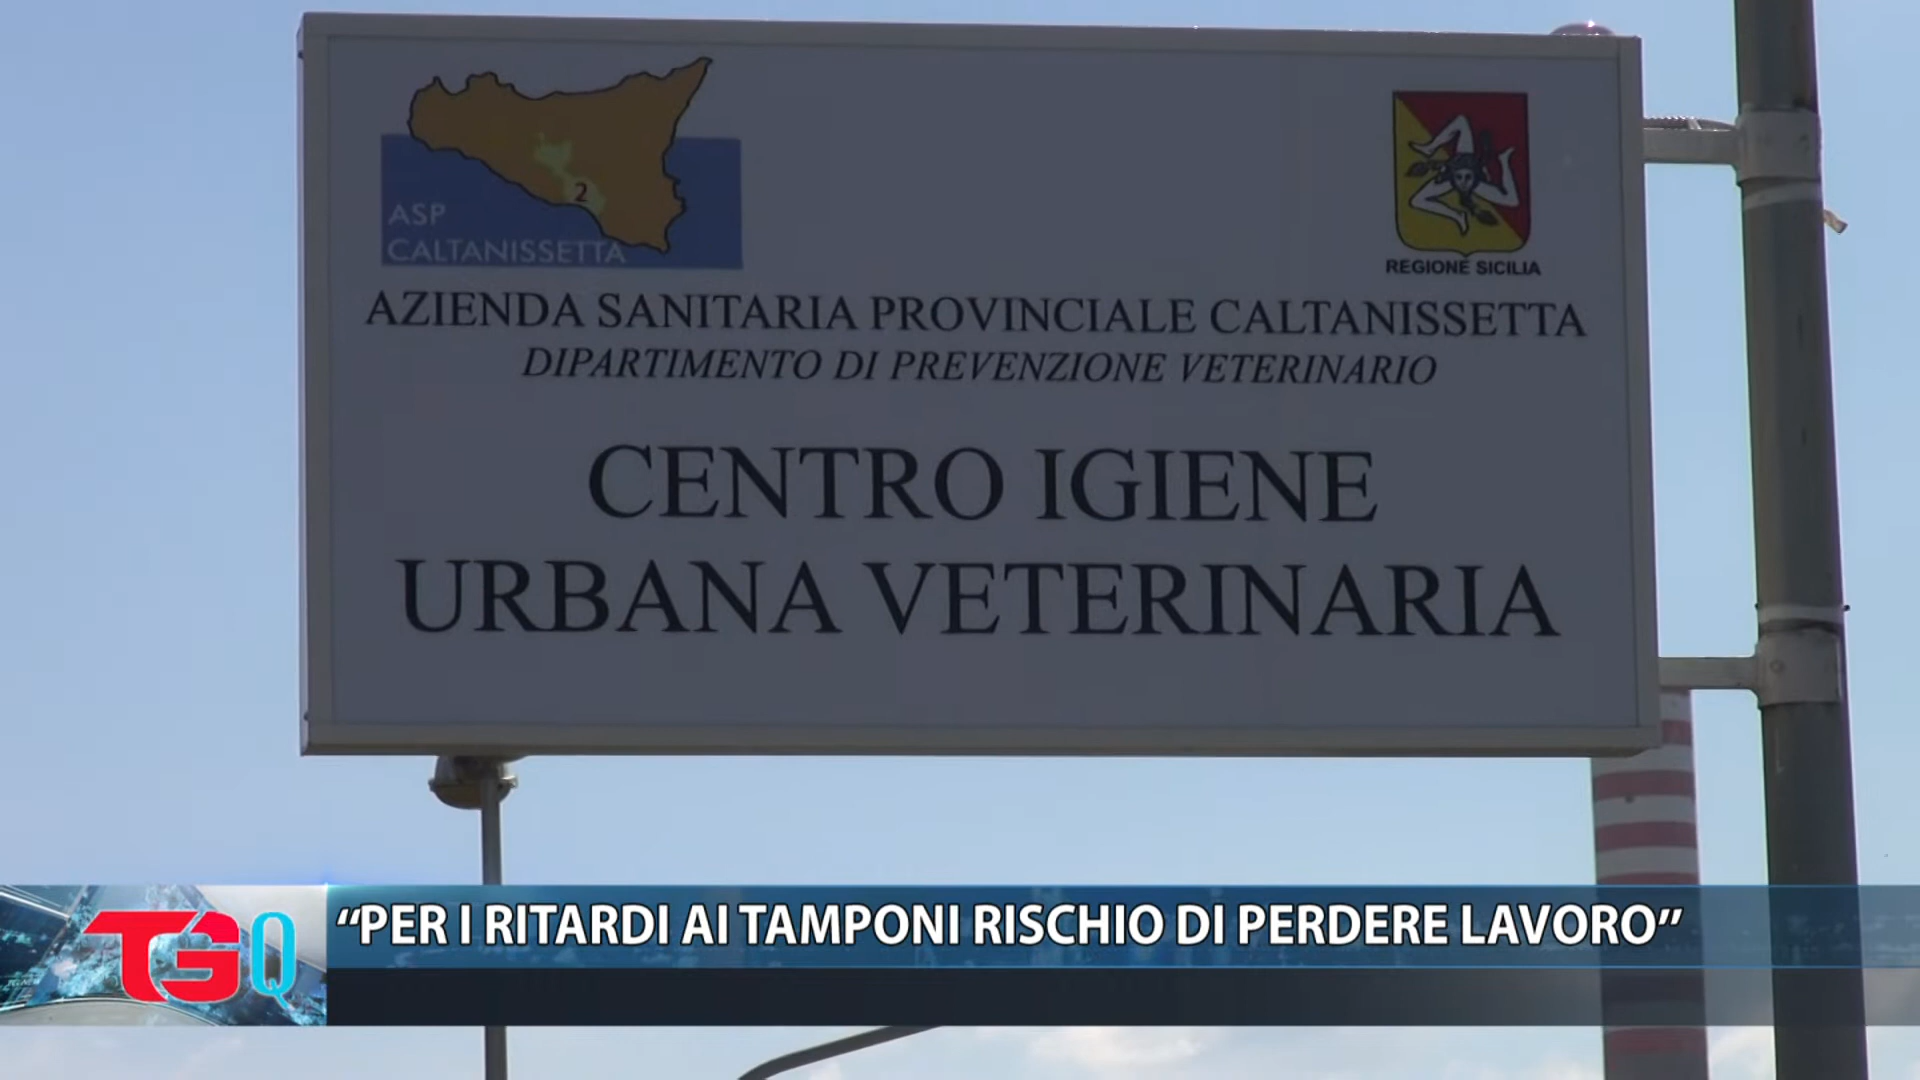 2
ASP
CALTANISSETTA
REGIONE SICILIA
AZIENDA SANITARIA PROVINCIALE CALTANISSETTA
DIPARTIMENTO DI PREVENZIONE VETERINARIO
CENTRO IGIENE
URBANA VETERINARIA
TGQ
“PER I RITARDI AI TAMPONI RISCHIO DI PERDERE LAVORO”